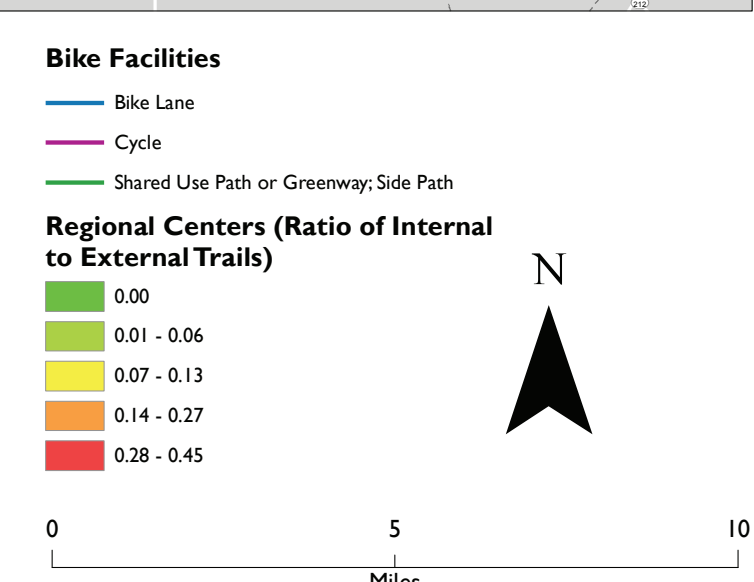 212
Bike Facilities
Bike Lane
Cycle
Shared Use Path or Greenway; Side Path
Regional Centers (Ratio of Internal
to External Trails)
N
0.00
0.01 - 0.06
0.07 - 0.13
0.14 - 0.27
0.28 - 0.45
0 5 10
Miles